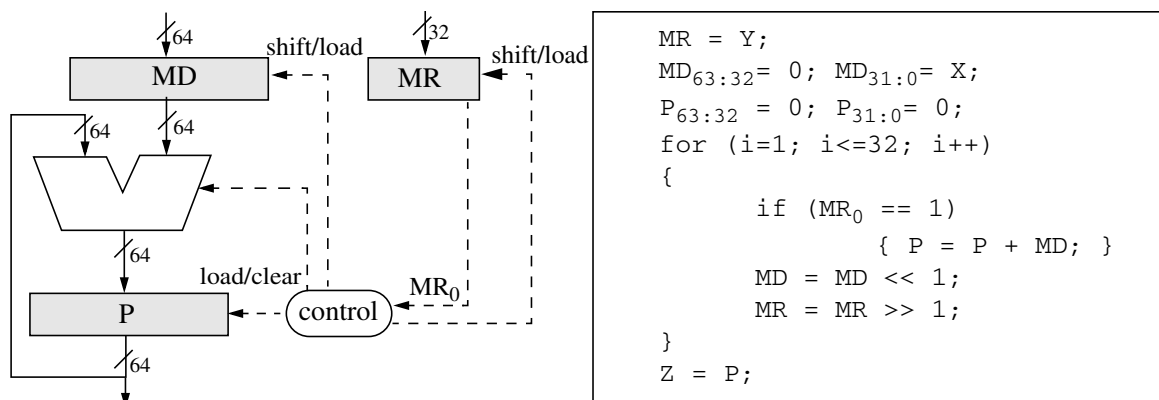 64
32
shift/load
shift/load
MD
MR
64
64
64
load/clear
MR0
P
control
64
MR = Y;
MD63:32= 0; MD31:0= X;
P63:32 = 0; P31:0= 0;
for (i=1; i<=32; i++)
{
if (MR0 == 1)
{ P = P + MD; }
MD = MD << 1;
MR = MR >> 1;
}
Z = P;